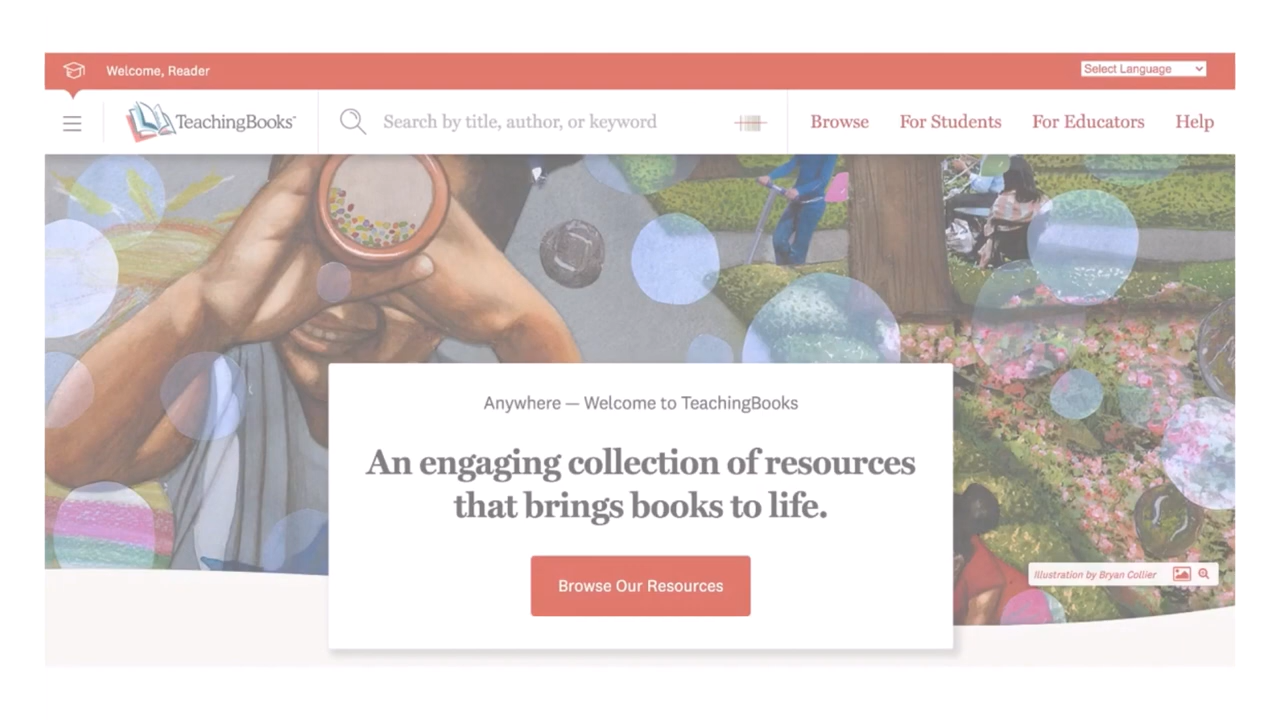 Welcome, Reader
Select Language
TeachingBooks
Search by title, author, or keyword
Browse
For Students
For Educators
Help
Anywhere — Welcome to TeachingBooks
An engaging collection of resources
that brings books to life.
Browse Our Resources
Illustration by Bryan Collier